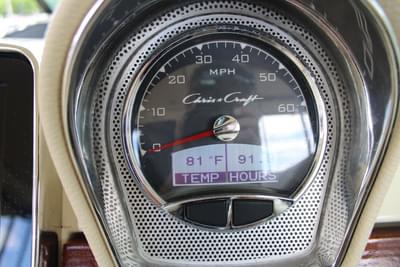 0 10 20 30 40 50 60
MPH
Chris Craft
81 °F 91.
TEMP HOURS